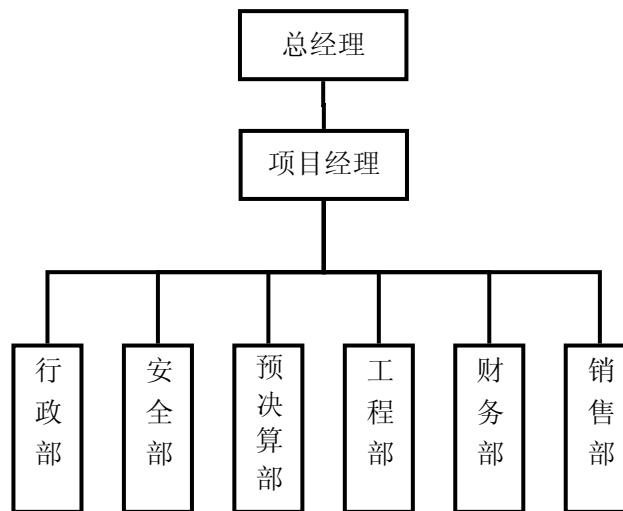 总经理
项目经理
行政部
安全部
预决算部
工程部
财务部
销售部